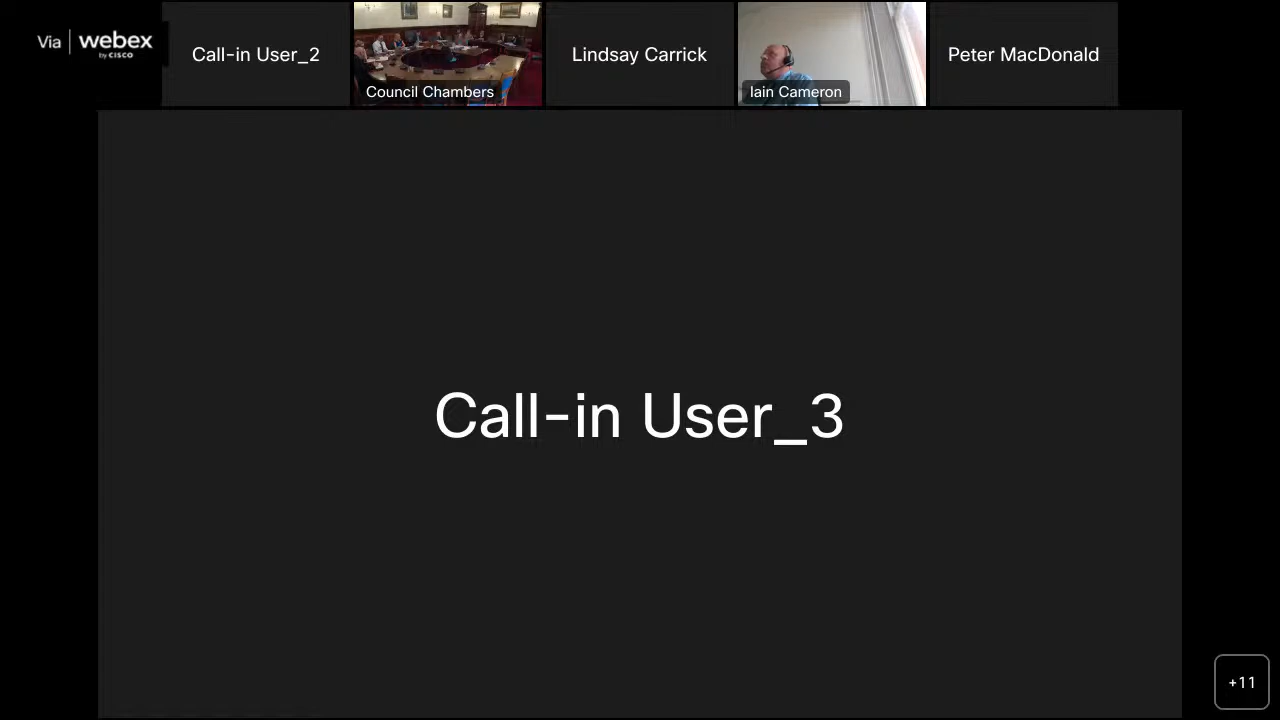 Via webex
by CISCO
Call-in User_2
Council Chambers
Lindsay Carrick
Iain Cameron
Peter MacDonald
Call-in User_3
+11